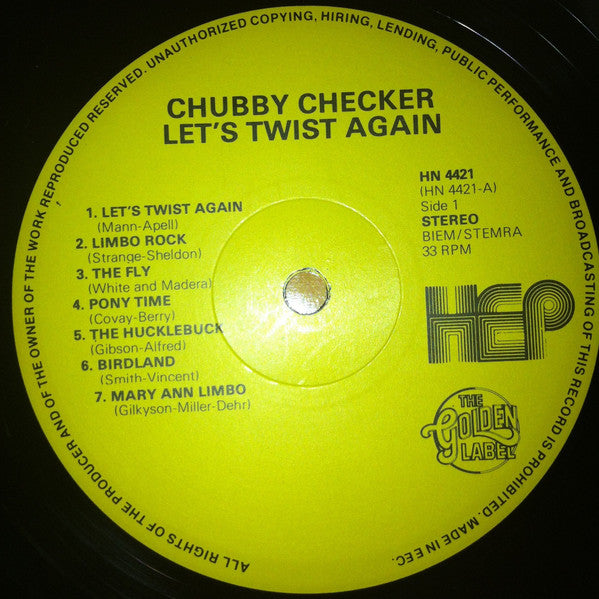 ALL RIGHTS OF THE PRODUCER AND OF THE OWNER OF THE WORK REPRODUCED RESERVED. UNAUTHORIZED COPYING, HIRING, LENDING, PUBLIC PERFORMANCE AND BROADCASTING OF THIS RECORD IS PROHIBITED. MADE IN EEC.
CHUBBY CHECKER
LET'S TWIST AGAIN
HN 4421
(HN 4421-A)
Side 1
STEREO
BIEM/STEMRA
33 RPM
1. LET'S TWIST AGAIN
(Mann-Apell)
2. LIMBO ROCK
(Strange-Sheldon)
3. THE FLY
(White and Madera)
4. PONY TIME
(Covay-Berry)
5. THE HUCKLEBUCK
(Gibson-Alfred)
6. BIRDLAND
(Smith-Vincent)
7. MARY ANN LIMBO
(Gilkyson-Miller-Dehr)
HEP
THE
GOLDEN
LABEL